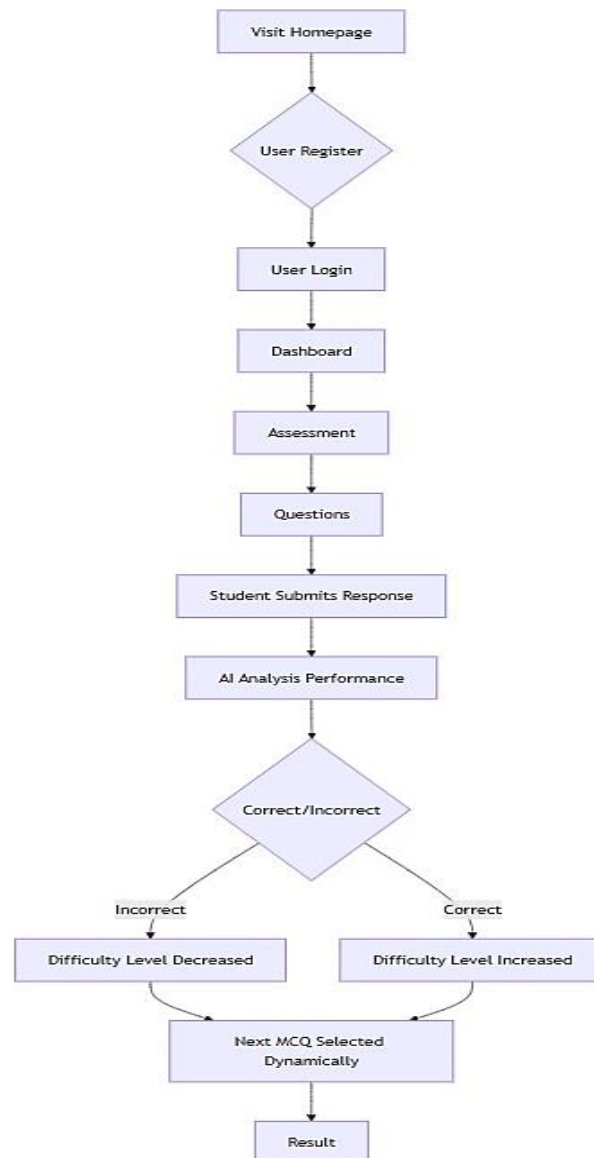 Visit Homepage
User Register
User Login
Dashboard
Assessment
Questions
Student Submits Response
AI Analysis Performance
Correct/Incorrect
Incorrect
Correct
Difficulty Level Decreased
Difficulty Level Increased
Next MCQ Selected
Dynamically
Result